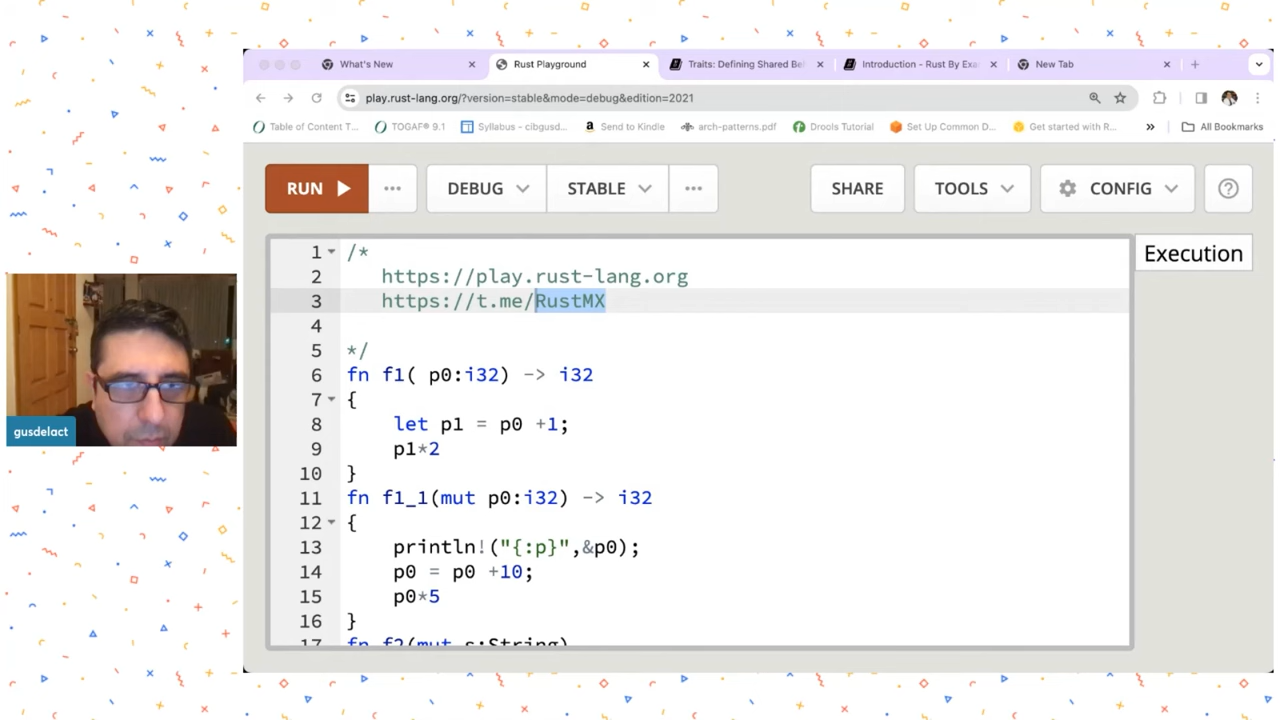 What's New
Rust Playground
Traits: Defining Shared Be
Introduction - Rust By Exa
New Tab
play.rust-lang.org/?version=stable&mode=debug&edition=2021
Table of Content T...
TOGAF® 9.1
Syllabus - cibgusd...
Send to Kindle
arch-patterns.pdf
Drools Tutorial
Set Up Common D...
Get started with R...
All Bookmarks
RUN
DEBUG
STABLE
SHARE
TOOLS
CONFIG
Execution
1 /*
2 https://play.rust-lang.org
3 https://t.me/RustMX
4
5 */
6 fn f1( p0:i32) -> i32
7 {
8 let p1 = p0 +1;
9 p1*2
10 }
11 fn f1_1(mut p0:i32) -> i32
12 {
13 println!("{:p}",&p0);
14 p0 = p0 +10;
15 p0*5
16 }
17 fn f2(mut s:String)
gusdelact